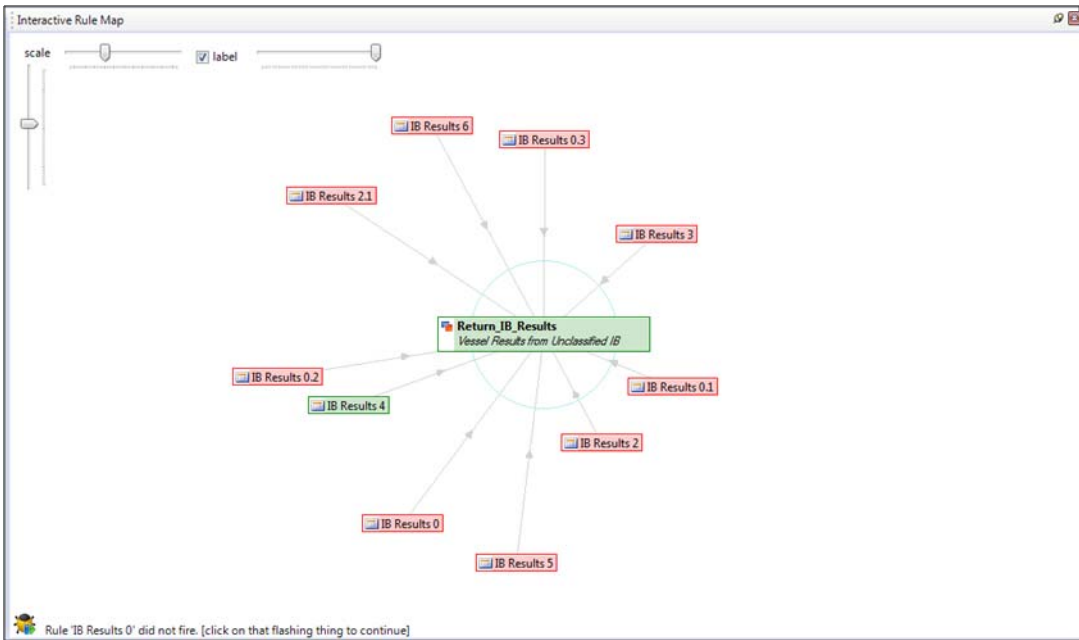 Interactive Rule Map
scale
label
IB Results 6
IB Results 0.3
IB Results 2.1
IB Results 3
Return_IB_Results
Vessel Results from Unclassified IB
IB Results 0.2
IB Results 0.1
IB Results 4
IB Results 2
IB Results 0
IB Results 5
Rule 'IB Results 0' did not fire. [click on that flashing thing to continue]